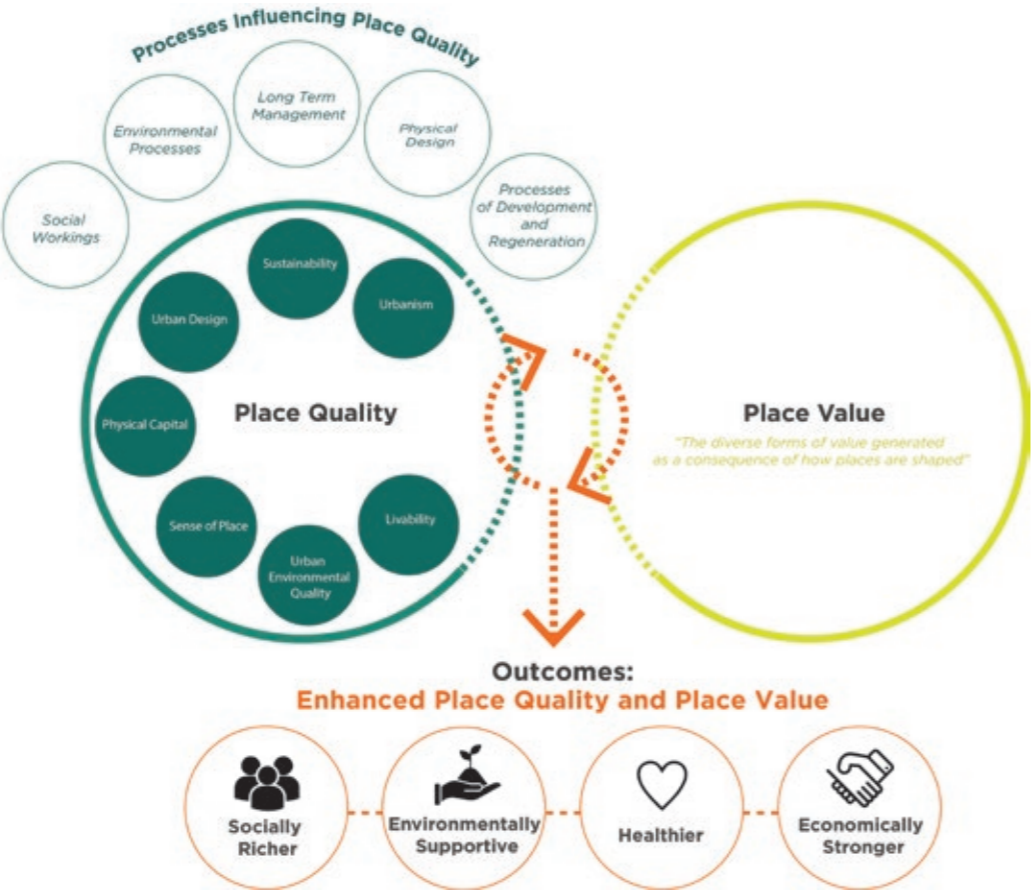 Processes Influencing Place Quality
Social
Workings
Environmental
Processes
Long Term
Management
Physical
Design
Processes
of Development
and
Regeneration
Sustainability
Urbanism
Urban Design
Physical Capital
Sense of Place
Urban
Environmental
Quality
Livability
Place Quality
Place Value
"The diverse forms of value generated
as a consequence of how places are shaped"
Outcomes:
Enhanced Place Quality and Place Value
Socially
Richer
Environmentally
Supportive
Healthier
Economically
Stronger